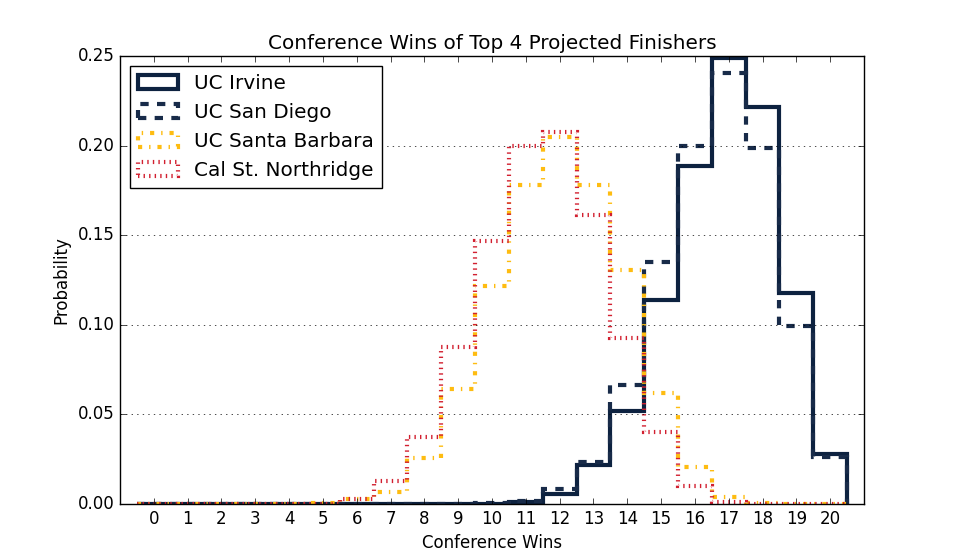 Conference Wins of Top 4 Projected Finishers
UC Irvine
UC San Diego
UC Santa Barbara
Cal St. Northridge
0.25
0.20
0.15
0.10
0.05
0.00
Probability
0 1 2 3 4 5 6 7 8 9 10 11 12 13 14 15 16 17 18 19 20
Conference Wins